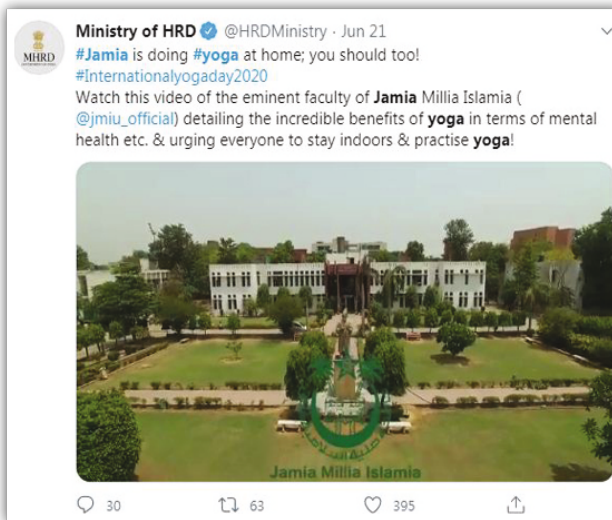 Ministry of HRD @HRDMinistry · Jun 21
#Jamia is doing #yoga at home; you should too!
#Internationalyogaday2020
Watch this video of the eminent faculty of Jamia Millia Islamia (
@jmiu_official) detailing the incredible benefits of yoga in terms of mental
health etc. & urging everyone to stay indoors & practise yoga!
MHRD
Jamia Millia Islamia
30 63 395